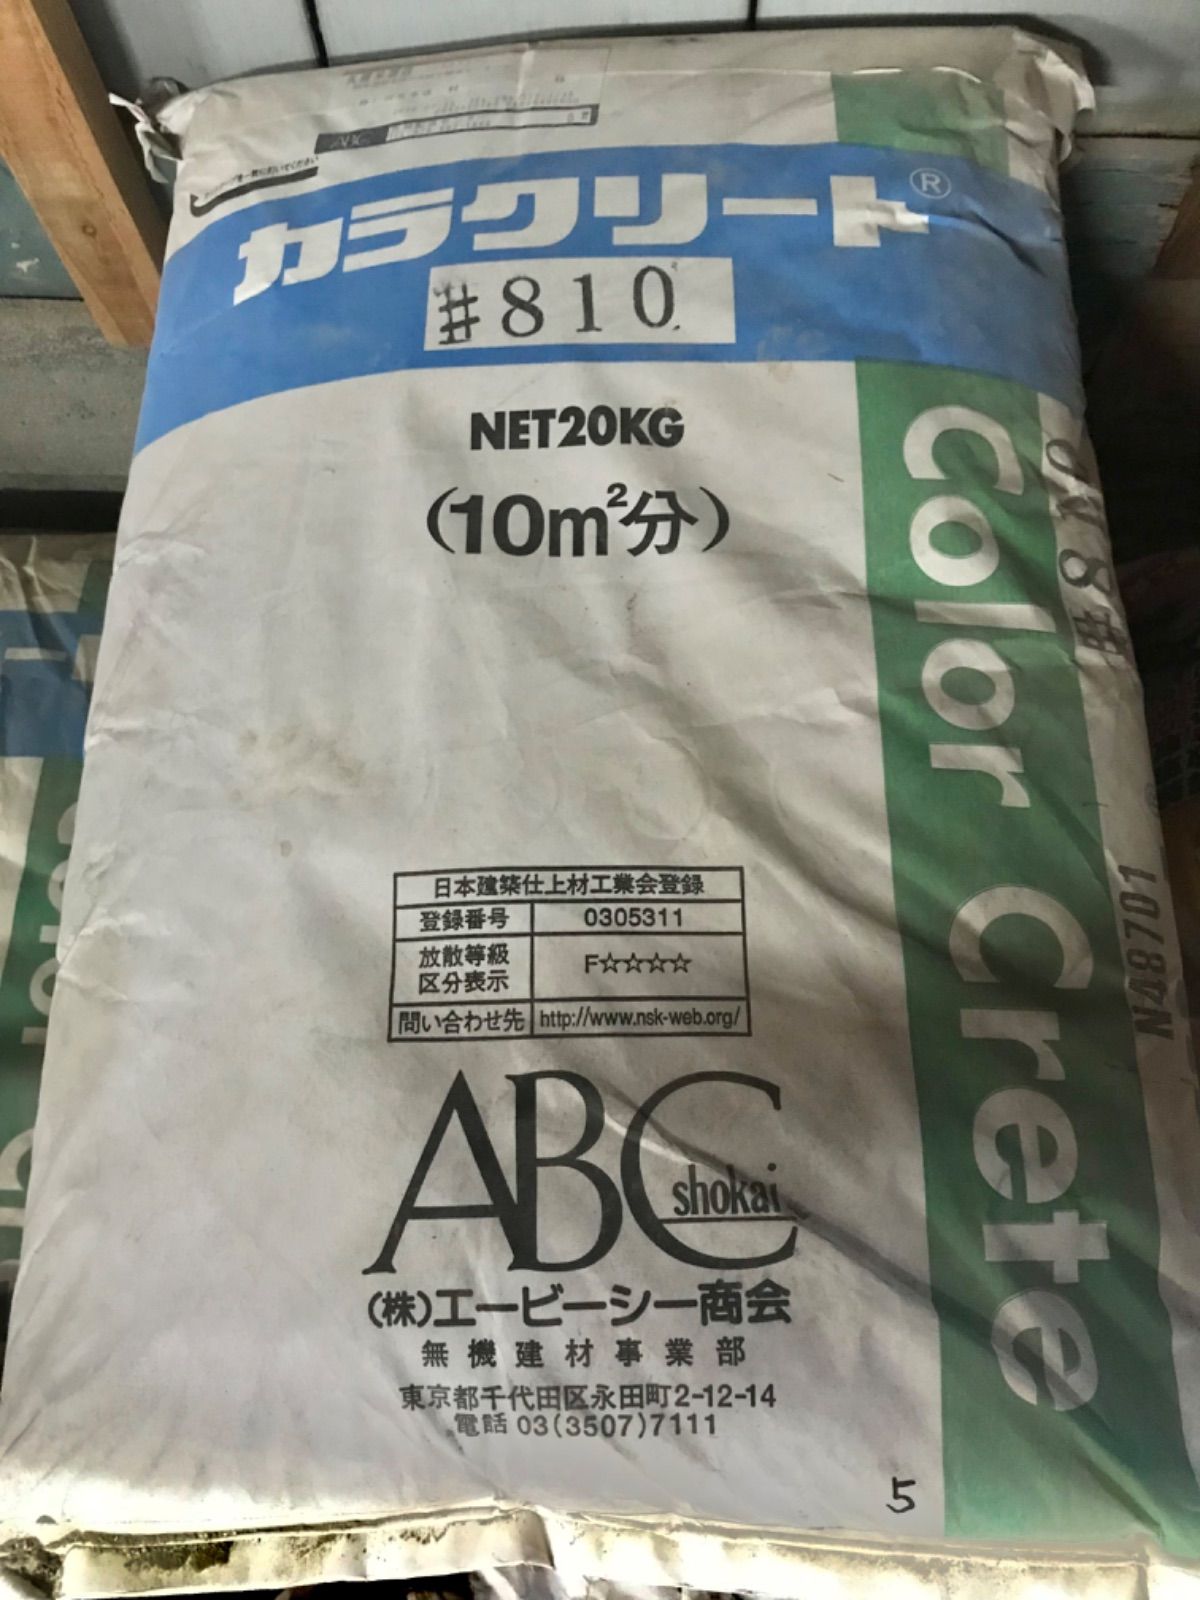 ABC
カラクリート®
#810
NET20KG
(10m²分)
Color Crete
#810
N48701
日本建築仕上材工業会登録
登録番号 0305311
放散等級区分表示 F☆☆☆☆
問い合わせ先 http://www.nsk-web.org/
ABC shokai
(株)エービーシー商会
無機建材事業部
東京都千代田区永田町2-12-14
電話 03(3507)7111
5